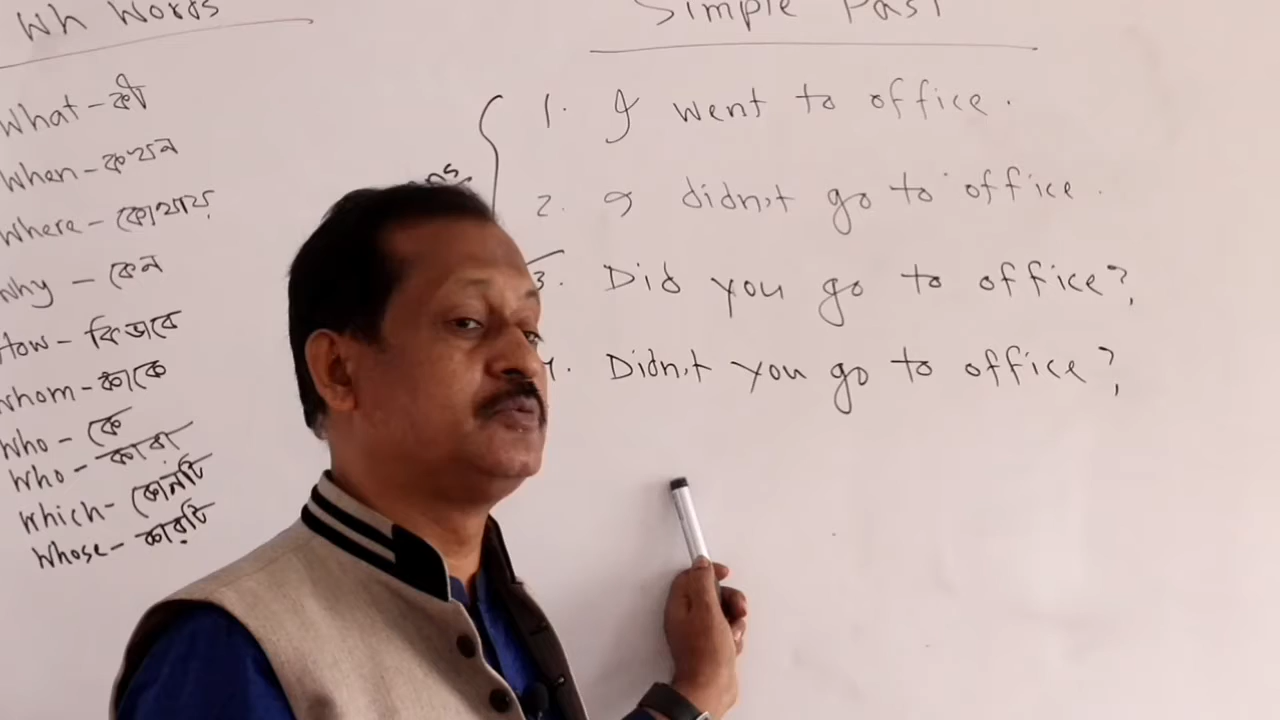 Wh Words
What - কী
When - কখন
Where - কোথায়
Why - কেন
How - কিভাবে
Whom - কাকে
Who - কে
Who - কারা
Which - কোনটি
Whose - কারটি
Simple Past
1. I went to office.
2. I didn't go to office.
3. Did you go to office?
4. Didn't you go to office?